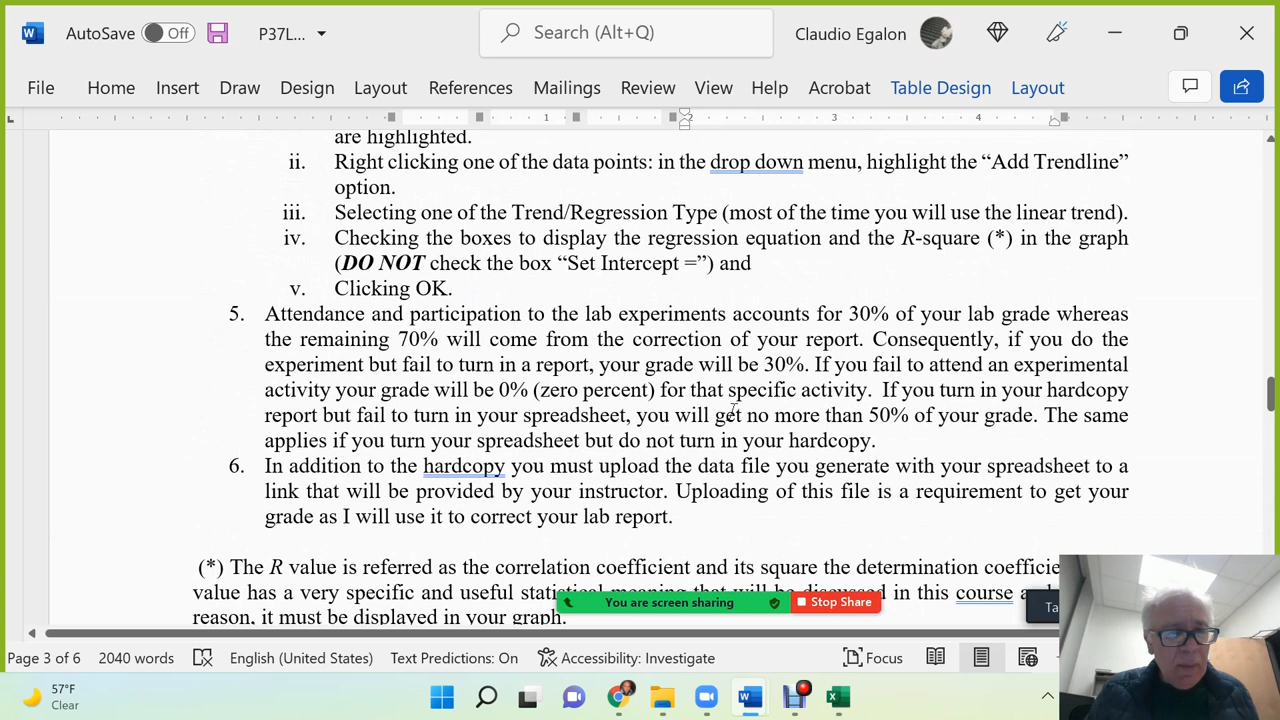 AutoSave Off P37L... Search (Alt+Q) Claudio Egalon
File Home Insert Draw Design Layout References Mailings Review View Help Acrobat Table Design Layout
1 2 3 4
are highlighted.
ii. Right clicking one of the data points: in the drop down menu, highlight the “Add Trendline”
option.
iii. Selecting one of the Trend/Regression Type (most of the time you will use the linear trend).
iv. Checking the boxes to display the regression equation and the R-square (*) in the graph
(DO NOT check the box “Set Intercept =”) and
v. Clicking OK.
5. Attendance and participation to the lab experiments accounts for 30% of your lab grade whereas
the remaining 70% will come from the correction of your report. Consequently, if you do the
experiment but fail to turn in a report, your grade will be 30%. If you fail to attend an experimental
activity your grade will be 0% (zero percent) for that specific activity. If you turn in your hardcopy
report but fail to turn in your spreadsheet, you will get no more than 50% of your grade. The same
applies if you turn your spreadsheet but do not turn in your hardcopy.
6. In addition to the hardcopy you must upload the data file you generate with your spreadsheet to a
link that will be provided by your instructor. Uploading of this file is a requirement to get your
grade as I will use it to correct your lab report.
(*) The R value is referred as the correlation coefficient and its square the determination
value has a very specific and useful in this course
reason, it must be displayed in your graph.
You are screen sharing Stop Share
Page 3 of 6 2040 words English (United States) Text Predictions: On Accessibility: Investigate Focus
57°F
Clear